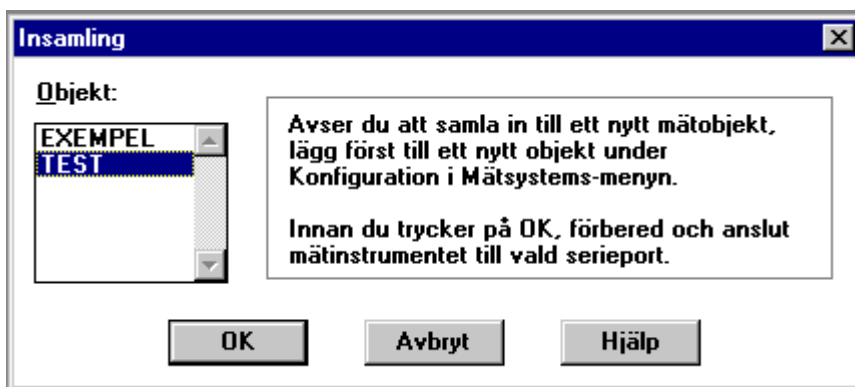 Insamling
Objekt:
EXEMPEL
TEST
Avser du att samla in till ett nytt mätobjekt,
lägg först till ett nytt objekt under
Konfiguration i Mätsystems-menyn.
Innan du trycker på OK, förbered och anslut
mätinstrumentet till vald serieport.
OK
Avbryt
Hjälp